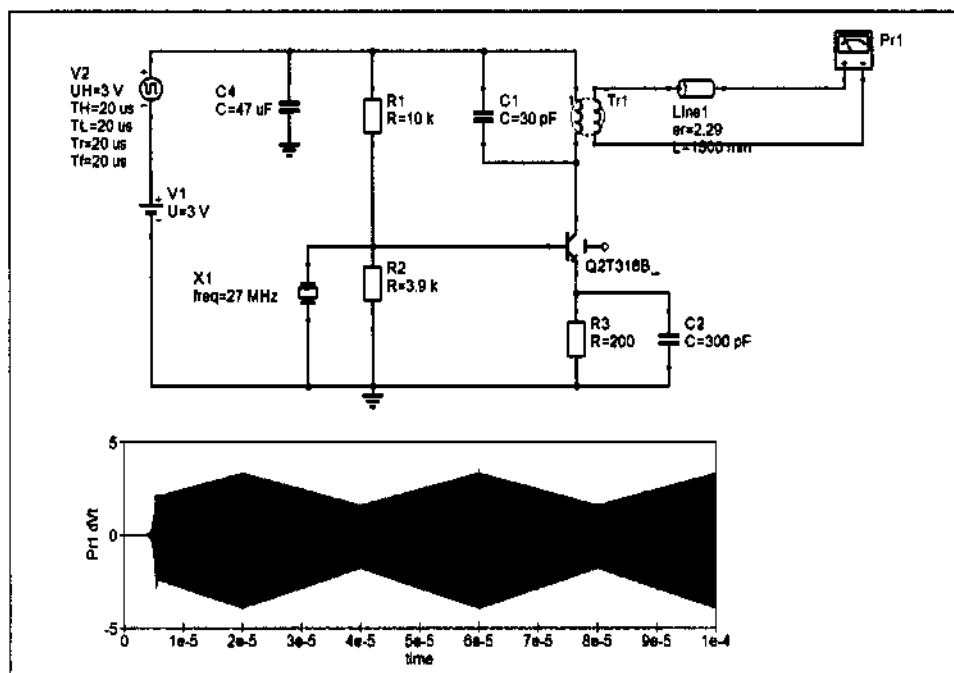 V2
UH=3 V
TH=20 us
TL=20 us
Tr=20 us
Tf=20 us
V1
U=3 V
C4
C=47 uF
R1
R=10 k
C1
C=30 pF
Tr1
Line1
er=2.29
L=1500 mm
Pr1
X1
freq=27 MHz
R2
R=3.9 k
Q2T316B_
R3
R=200
C2
C=300 pF
Pr1 dVt
5
0
-5
0 1e-5 2e-5 3e-5 4e-5 5e-5 6e-5 7e-5 8e-5 9e-5 1e-4
time